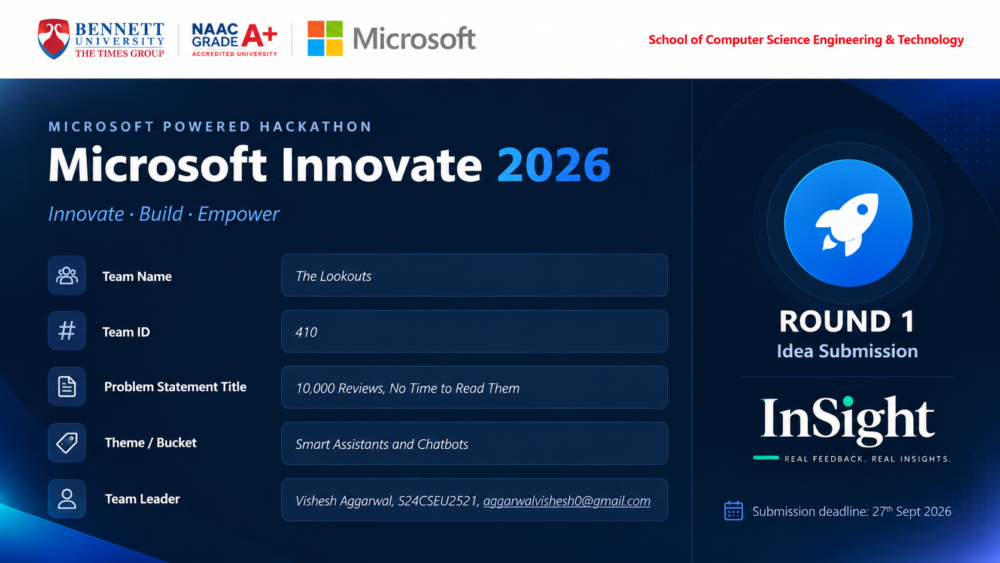 BENNETT
UNIVERSITY
THE TIMES GROUP
NAAC
GRADE A+
ACCREDITED UNIVERSITY
Microsoft
School of Computer Science Engineering & Technology
MICROSOFT POWERED HACKATHON
Microsoft Innovate 2026
Innovate · Build · Empower
Team Name
The Lookouts
Team ID
410
Problem Statement Title
10,000 Reviews, No Time to Read Them
Theme / Bucket
Smart Assistants and Chatbots
Team Leader
Vishesh Aggarwal, S24CSEU2521, aggarwalvishesh0@gmail.com
ROUND 1
Idea Submission
InSight
REAL FEEDBACK. REAL INSIGHTS.
Submission deadline: 27th Sept 2026